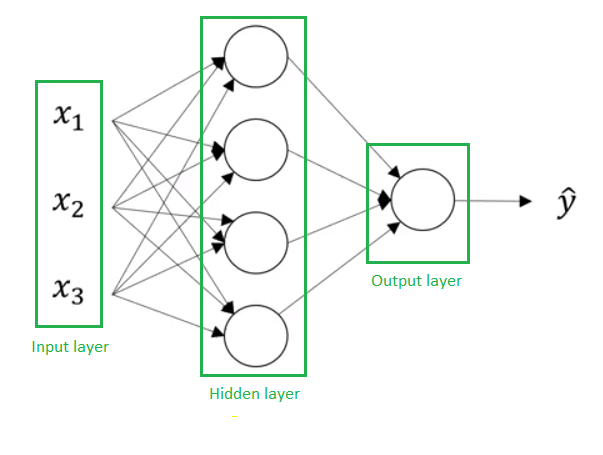 x₁
x₂
x₃
ŷ
Input layer
Hidden layer
Output layer